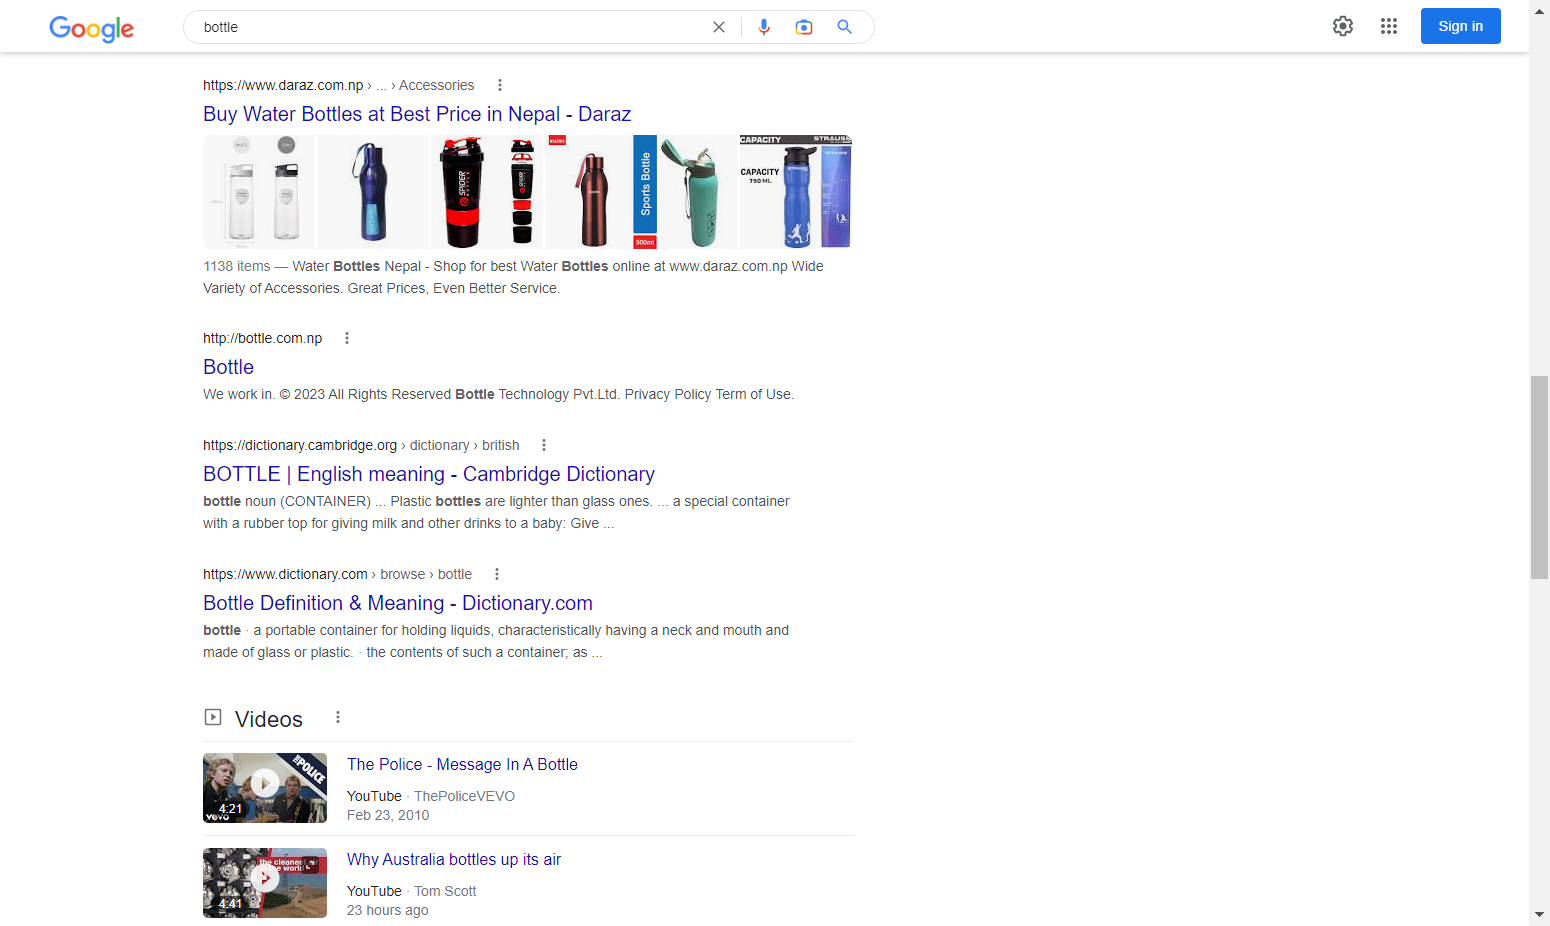 Google
bottle
Sign in
https://www.daraz.com.np › ... › Accessories
Buy Water Bottles at Best Price in Nepal - Daraz
SPIDER BOTTLE
Sports Bottle
500ml
CAPACITY
STRAUSS
CAPACITY
750 ML
1138 items — Water Bottles Nepal - Shop for best Water Bottles online at www.daraz.com.np Wide
Variety of Accessories. Great Prices, Even Better Service.
http://bottle.com.np
Bottle
We work in. © 2023 All Rights Reserved Bottle Technology Pvt.Ltd. Privacy Policy Term of Use.
https://dictionary.cambridge.org › dictionary › british
BOTTLE | English meaning - Cambridge Dictionary
bottle noun (CONTAINER) ... Plastic bottles are lighter than glass ones. ... a special container
with a rubber top for giving milk and other drinks to a baby: Give ...
https://www.dictionary.com › browse › bottle
Bottle Definition & Meaning - Dictionary.com
bottle · a portable container for holding liquids, characteristically having a neck and mouth and
made of glass or plastic. · the contents of such a container; as ...
Videos
THE POLICE
4:21
vevo
The Police - Message In A Bottle
YouTube · ThePoliceVEVO
Feb 23, 2010
the cleanest air
in the world
4:41
Why Australia bottles up its air
YouTube · Tom Scott
23 hours ago